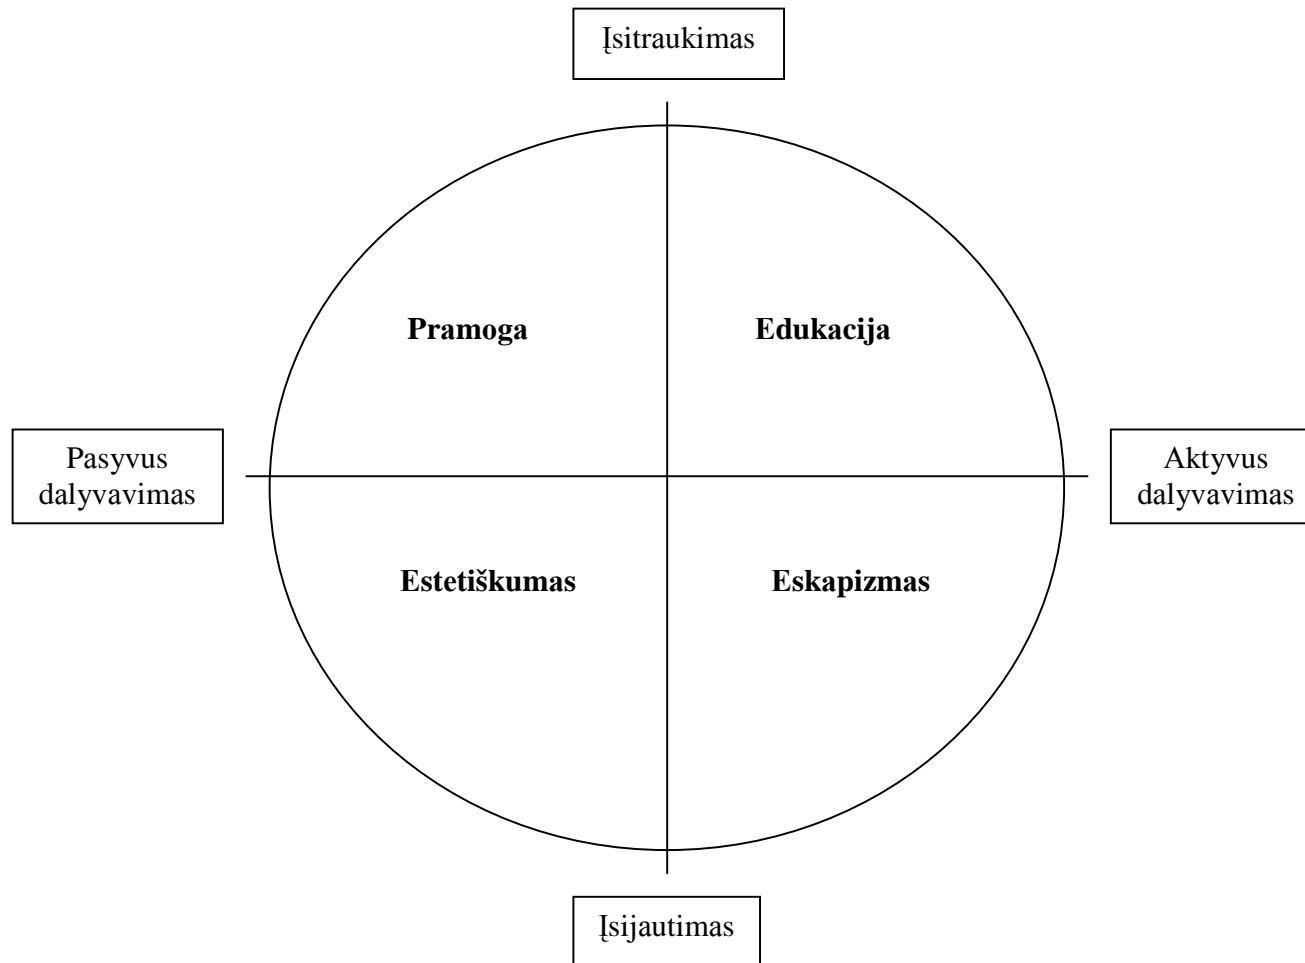 Įsitraukimas
Pramoga
Edukacija
Pasyvus
dalyvavimas
Aktyvus
dalyvavimas
Estetiškumas
Eskapizmas
Įsijautimas